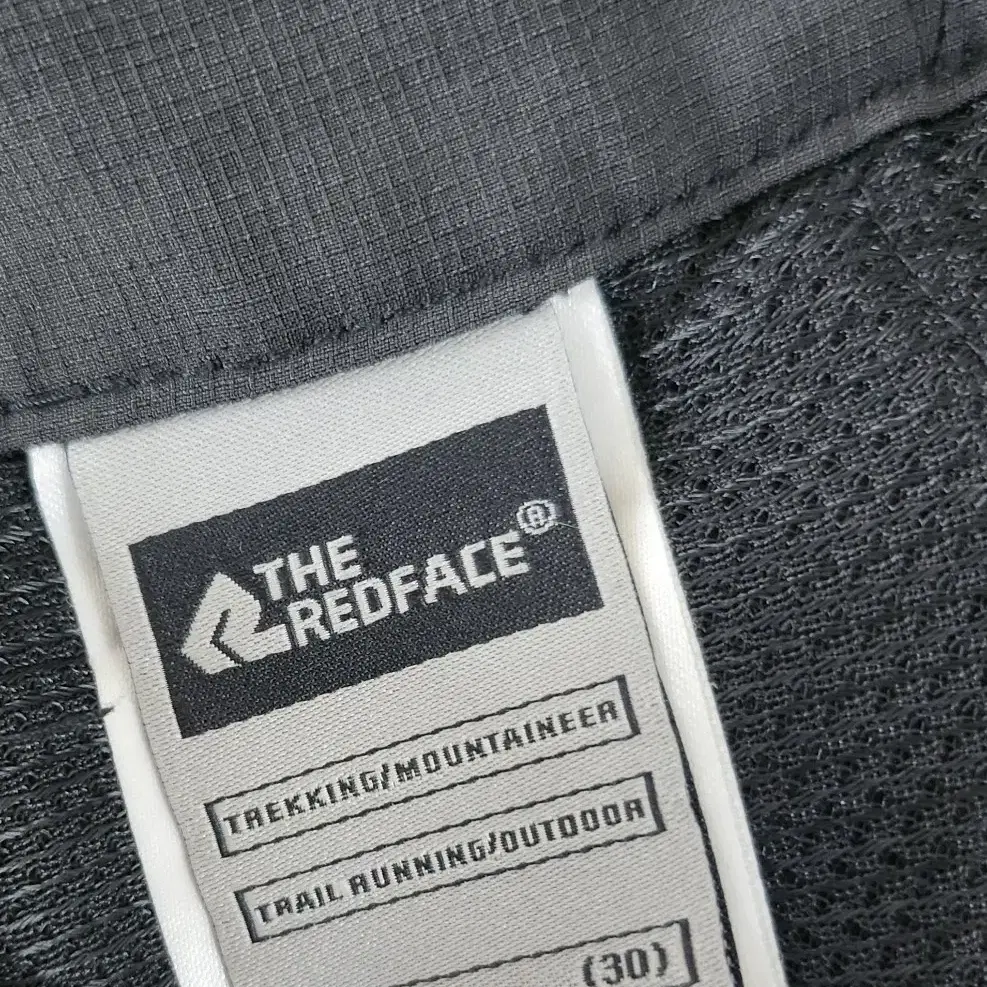 THE
REDFACE®
TREKKING/MOUNTAINEER
TRAIL RUNNING/OUTDOOR
(30)